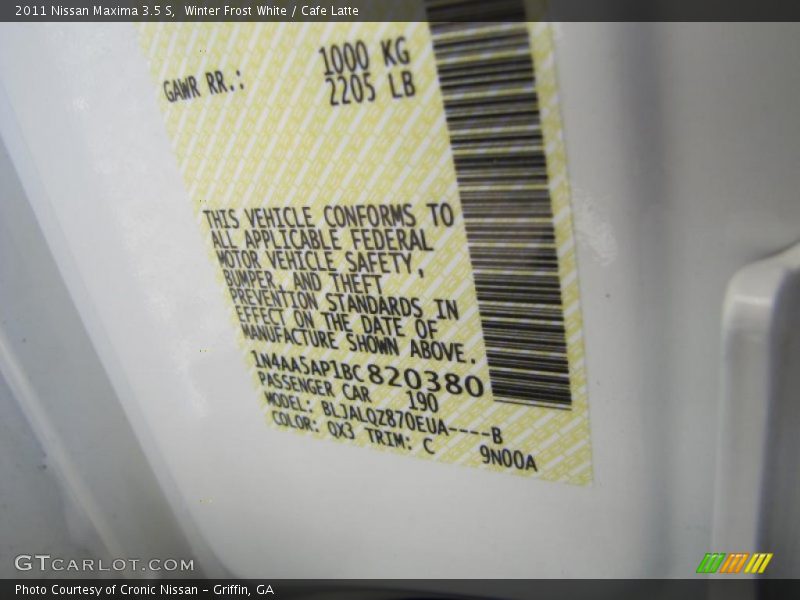 2011 Nissan Maxima 3.5 S,  Winter Frost White / Cafe Latte
GAWR RR.: 1000 KG
2205 LB
THIS VEHICLE CONFORMS TO
ALL APPLICABLE FEDERAL
MOTOR VEHICLE SAFETY,
BUMPER, AND THEFT
PREVENTION STANDARDS IN
EFFECT ON THE DATE OF
MANUFACTURE SHOWN ABOVE.
1N4AA5AP1BC820380
PASSENGER CAR 190
MODEL: BLJALQZ870EUA----B
COLOR: QX3 TRIM: C 9N00A
GTCARLOT.COM
Photo Courtesy of Cronic Nissan – Griffin, GA